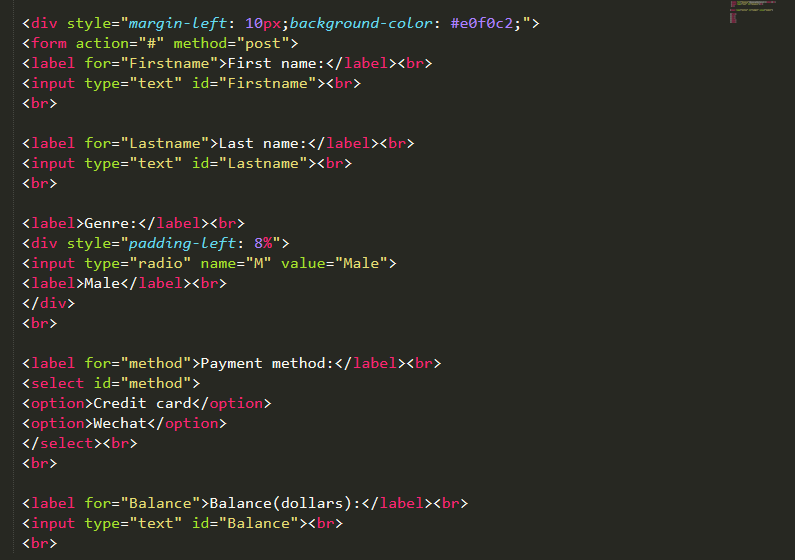 <div style="margin-left: 10px;background-color: #e0f0c2;">
<form action="#" method="post">
<label for="Firstname">First name:</label><br>
<input type="text" id="Firstname"><br>
<br>
<label for="Lastname">Last name:</label><br>
<input type="text" id="Lastname"><br>
<br>
<label>Genre:</label><br>
<div style="padding-left: 8%">
<input type="radio" name="M" value="Male">
<label>Male</label><br>
</div>
<br>
<label for="method">Payment method:</label><br>
<select id="method">
<option>Credit card</option>
<option>Wechat</option>
</select><br>
<br>
<label for="Balance">Balance(dollars):</label><br>
<input type="text" id="Balance"><br>
<br>